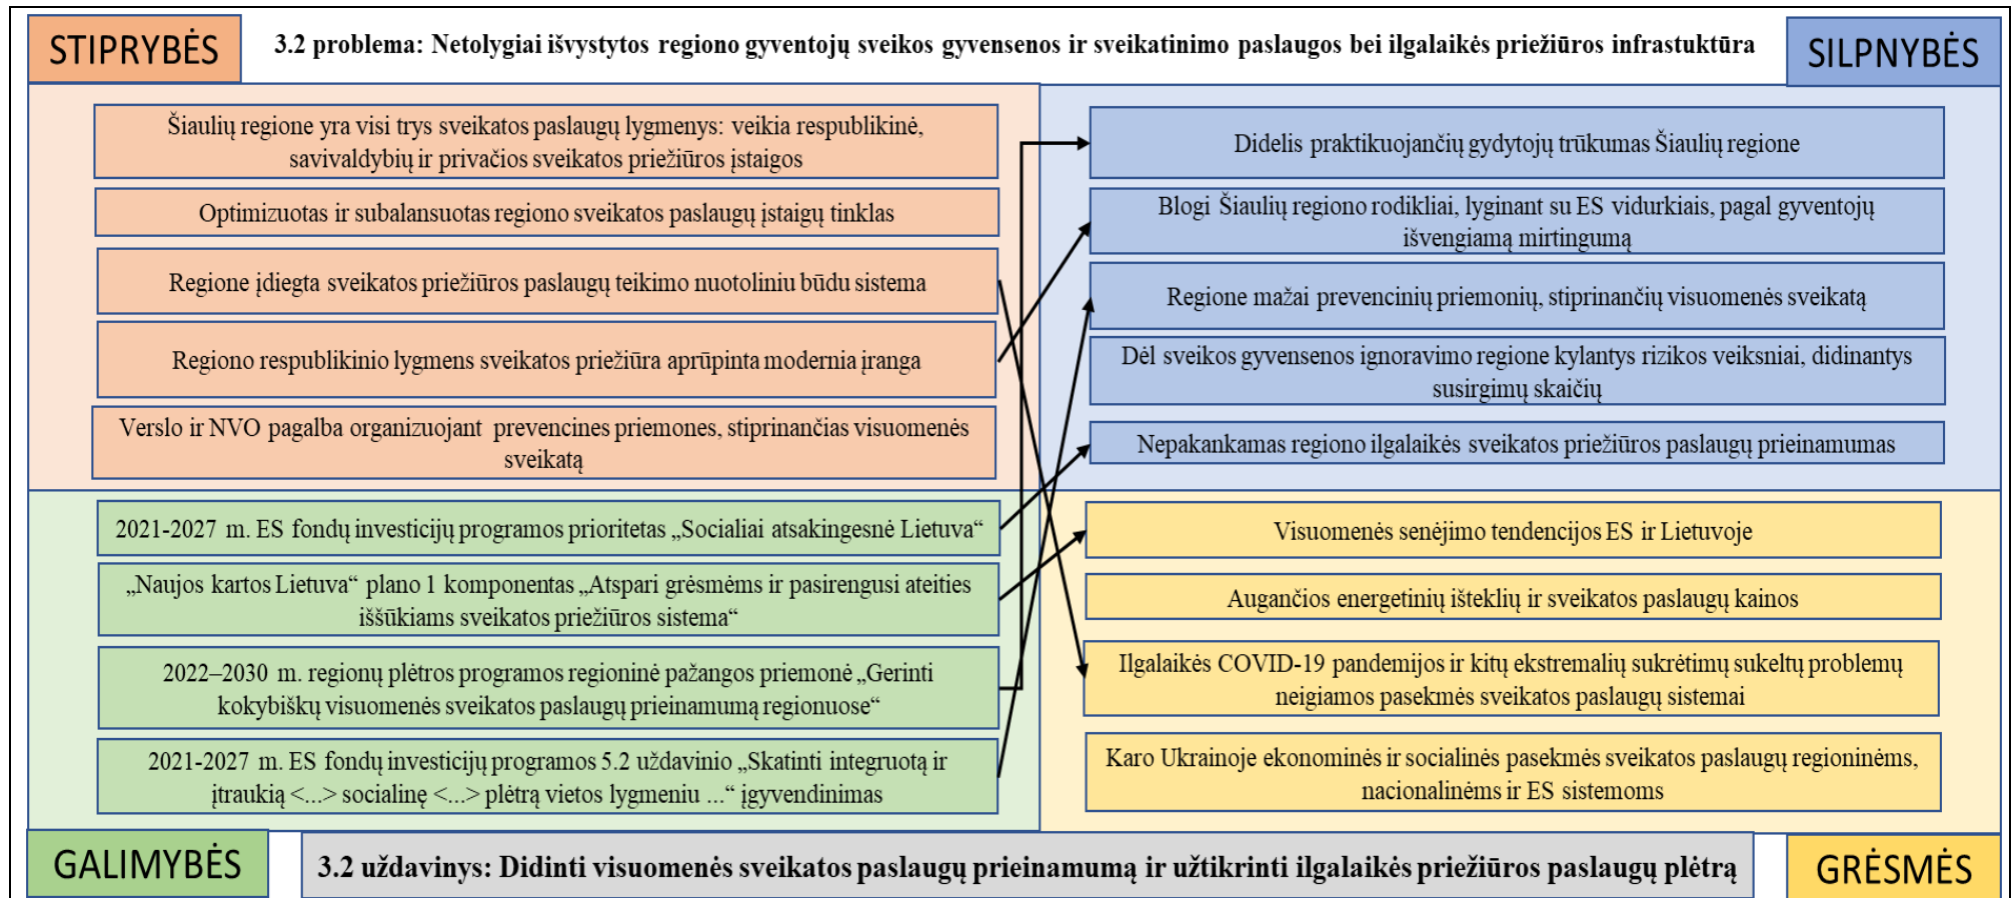 STIPRYBĖS
3.2 problema: Netolygiai išvystytos regiono gyventojų sveikos gyvensenos ir sveikatinimo paslaugos bei ilgalaikės priežiūros infrastuktūra
SILPNYBĖS
Šiaulių regione yra visi trys sveikatos paslaugų lygmenys: veikia respublikinė,
savivaldybių ir privačios sveikatos priežiūros įstaigos
Optimizuotas ir subalansuotas regiono sveikatos paslaugų įstaigų tinklas
Regione įdiegta sveikatos priežiūros paslaugų teikimo nuotoliniu būdu sistema
Regiono respublikinio lygmens sveikatos priežiūra aprūpinta modernia įranga
Verslo ir NVO pagalba organizuojant prevencines priemones, stiprinančias visuomenės
sveikatą
Didelis praktikuojančių gydytojų trūkumas Šiaulių regione
Blogi Šiaulių regiono rodikliai, lyginant su ES vidurkiais, pagal gyventojų
išvengiamą mirtingumą
Regione mažai prevencinių priemonių, stiprinančių visuomenės sveikatą
Dėl sveikos gyvensenos ignoravimo regione kylantys rizikos veiksniai, didinantys
susirgimų skaičių
Nepakankamas regiono ilgalaikės sveikatos priežiūros paslaugų prieinamumas
2021-2027 m. ES fondų investicijų programos prioritetas „Socialiai atsakingesnė Lietuva“
„Naujos kartos Lietuva“ plano 1 komponentas „Atspari grėsmėms ir pasirengusi ateities
iššūkiams sveikatos priežiūros sistema“
2022–2030 m. regionų plėtros programos regioninė pažangos priemonė „Gerinti
kokybiškų visuomenės sveikatos paslaugų prieinamumą regionuose“
2021-2027 m. ES fondų investicijų programos 5.2 uždavinio „Skatinti integruotą ir
įtraukią <...> socialinę <...> plėtrą vietos lygmeniu ...“ įgyvendinimas
Visuomenės senėjimo tendencijos ES ir Lietuvoje
Augančios energetinių išteklių ir sveikatos paslaugų kainos
Ilgalaikės COVID-19 pandemijos ir kitų ekstremalių sukrėtimų sukeltų problemų
neigiamos pasekmės sveikatos paslaugų sistemai
Karo Ukrainoje ekonominės ir socialinės pasekmės sveikatos paslaugų regioninėms,
nacionalinėms ir ES sistemoms
GALIMYBĖS
3.2 uždavinys: Didinti visuomenės sveikatos paslaugų prieinamumą ir užtikrinti ilgalaikės priežiūros paslaugų plėtrą
GRĖSMĖS